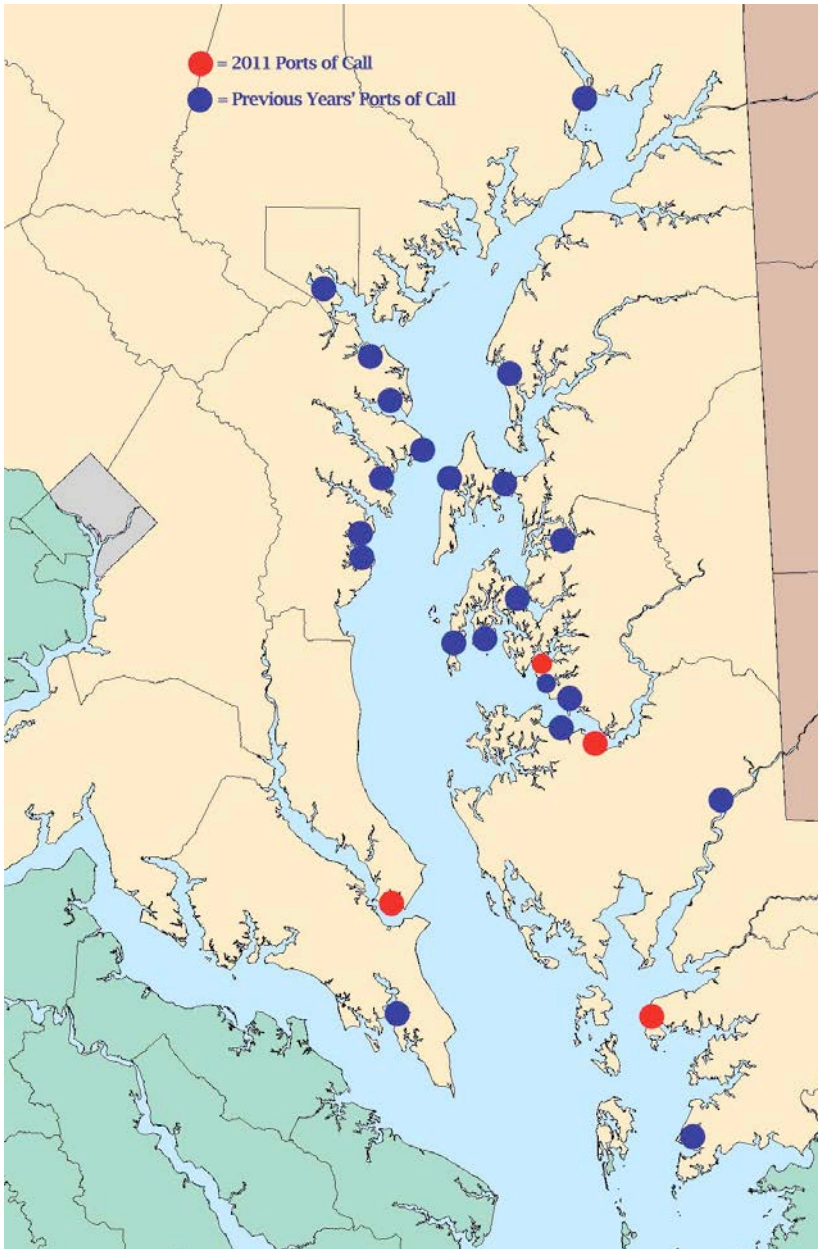 = 2011 Ports of Call
= Previous Years' Ports of Call